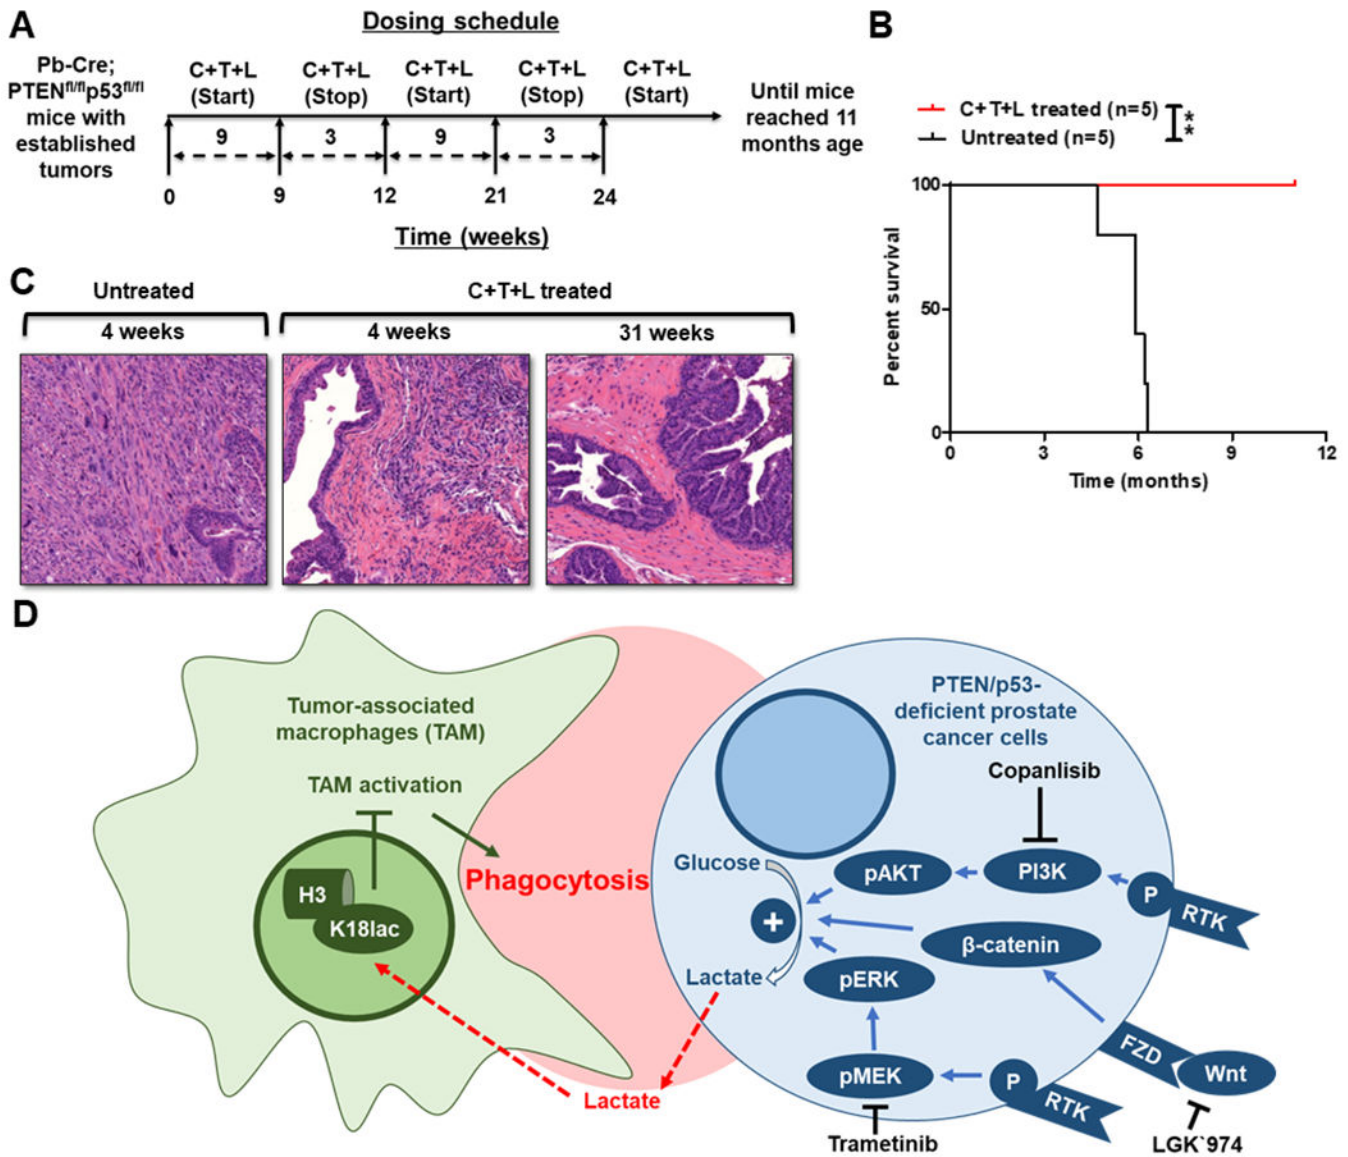 A
Dosing schedule
Pb-Cre;
PTENfl/flp53fl/fl
mice with
established
tumors
C+T+L
(Start)
C+T+L
(Stop)
C+T+L
(Start)
C+T+L
(Stop)
C+T+L
(Start)
9
3
9
3
0
9
12
21
24
Time (weeks)
Until mice
reached 11
months age
B
C+T+L treated (n=5)
Untreated (n=5)
**
Percent survival
100
50
0
0
3
6
9
12
Time (months)
C
Untreated
C+T+L treated
4 weeks
4 weeks
31 weeks
D
Tumor-associated
macrophages (TAM)
TAM activation
H3
K18lac
Phagocytosis
Lactate
PTEN/p53-
deficient prostate
cancer cells
Copanlisib
Glucose
pAKT
PI3K
P
RTK
+
β-catenin
Lactate
pERK
FZD
Wnt
pMEK
P
RTK
Trametinib
LGK`974